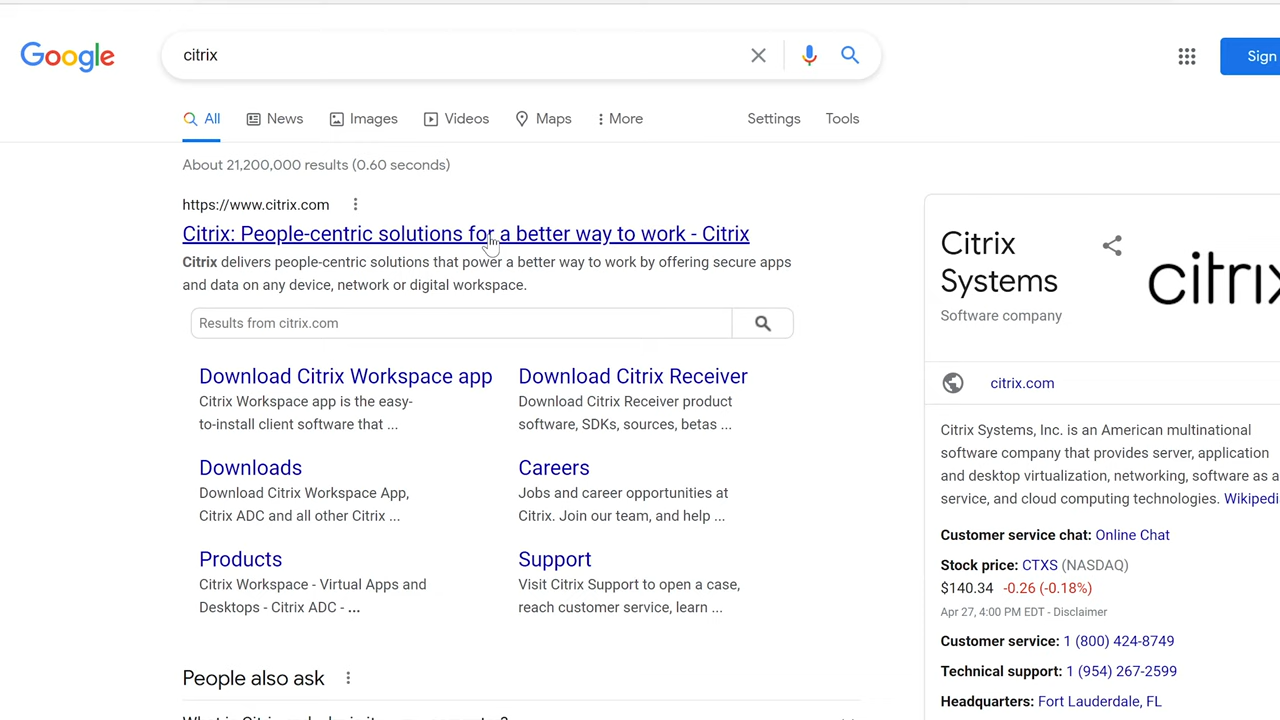 Google
citrix
Sign
All
News
Images
Videos
Maps
More
Settings
Tools
About 21,200,000 results (0.60 seconds)
https://www.citrix.com
Citrix: People-centric solutions for a better way to work - Citrix
Citrix delivers people-centric solutions that power a better way to work by offering secure apps
and data on any device, network or digital workspace.
Results from citrix.com
Download Citrix Workspace app
Citrix Workspace app is the easy-
to-install client software that ...
Download Citrix Receiver
Download Citrix Receiver product
software, SDKs, sources, betas ...
Downloads
Download Citrix Workspace App,
Citrix ADC and all other Citrix ...
Careers
Jobs and career opportunities at
Citrix. Join our team, and help ...
Products
Citrix Workspace - Virtual Apps and
Desktops - Citrix ADC - ...
Support
Visit Citrix Support to open a case,
reach customer service, learn ...
People also ask
Citrix
Systems
Software company
citrix
citrix.com
Citrix Systems, Inc. is an American multinational
software company that provides server, application
and desktop virtualization, networking, software as a
service, and cloud computing technologies. Wikipedi
Customer service chat: Online Chat
Stock price: CTXS (NASDAQ)
$140.34 -0.26 (-0.18%)
Apr 27, 4:00 PM EDT - Disclaimer
Customer service: 1 (800) 424-8749
Technical support: 1 (954) 267-2599
Headquarters: Fort Lauderdale, FL